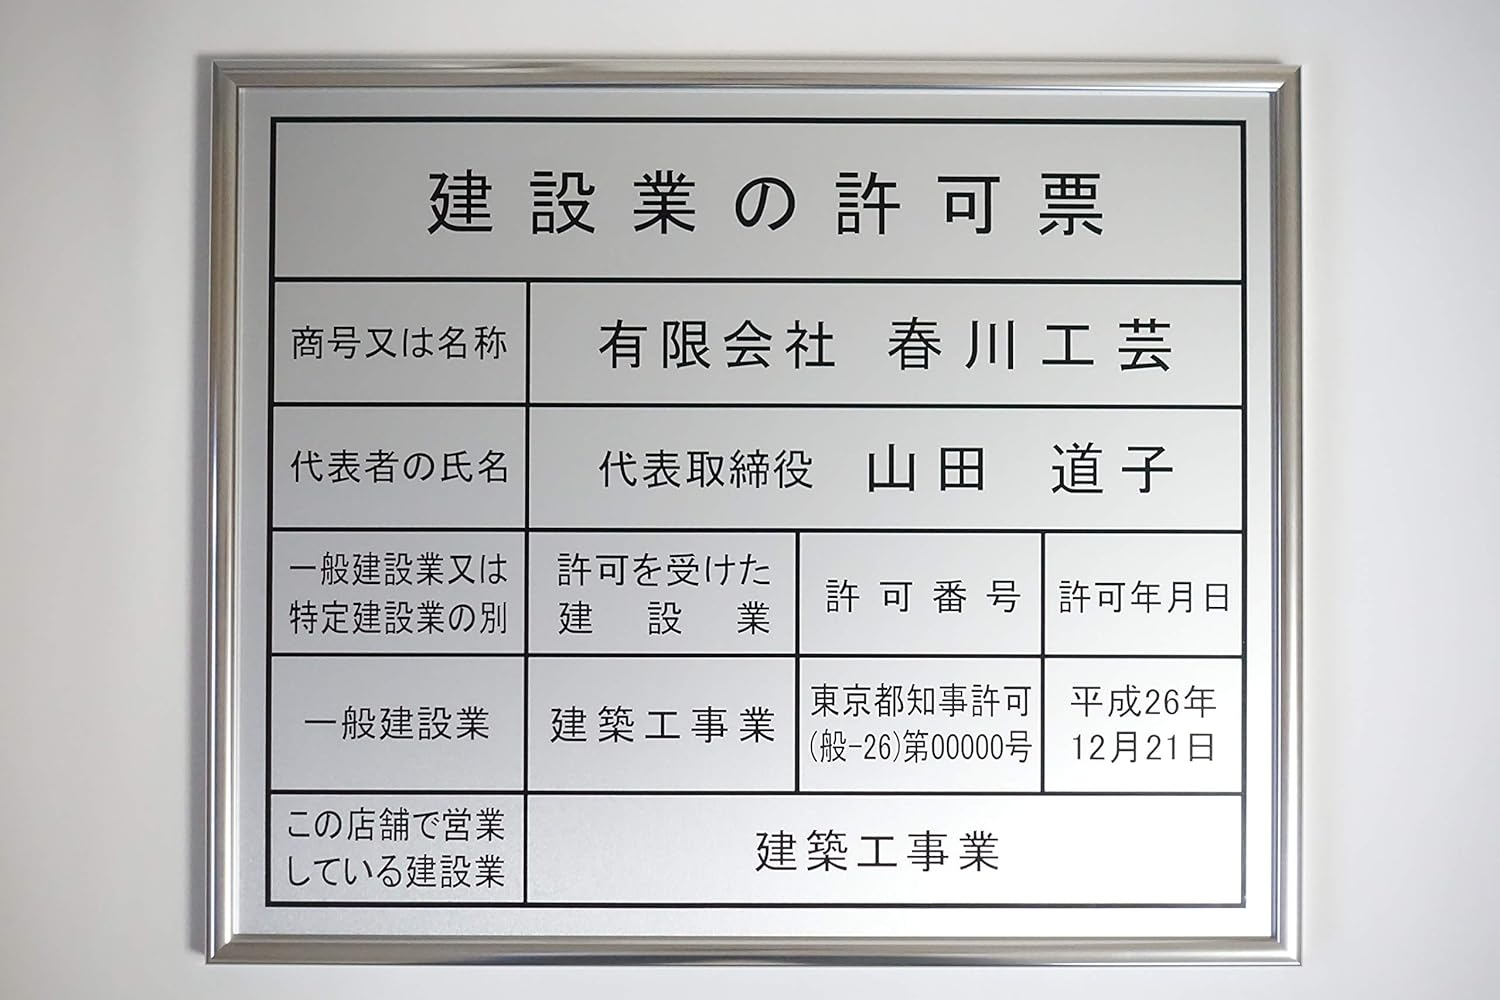 建設業の許可票
商号又は名称
有限会社 春川工芸
代表者の氏名
代表取締役 山田 道子
一般建設業又は
特定建設業の別
許可を受けた
建設業
許可番号
許可年月日
一般建設業
建築工事業
東京都知事許可
(般-26)第00000号
平成26年
12月21日
この店舗で営業
している建設業
建築工事業